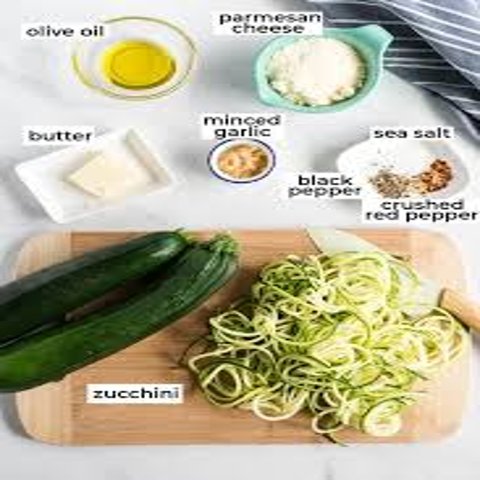 olive oil
parmesan
cheese
butter
minced
garlic
sea salt
black
pepper
crushed
red pepper
zucchini